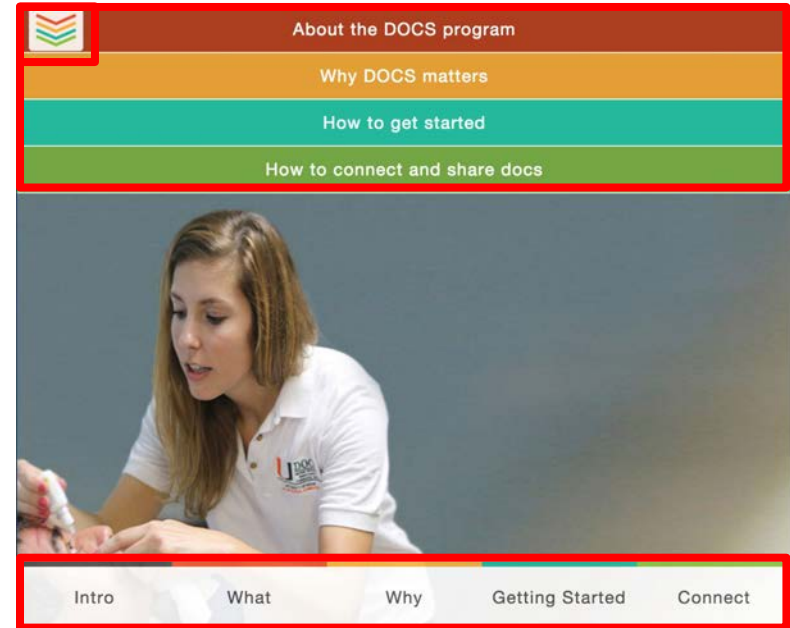 About the DOCS program
Why DOCS matters
How to get started
How to connect and share docs
U DOCS
Intro What Why Getting Started Connect